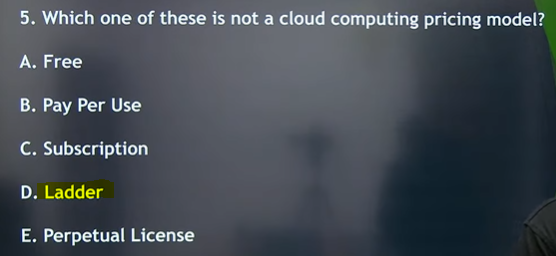 5. Which one of these is not a cloud computing pricing model?
A. Free
B. Pay Per Use
C. Subscription
D. Ladder
E. Perpetual License